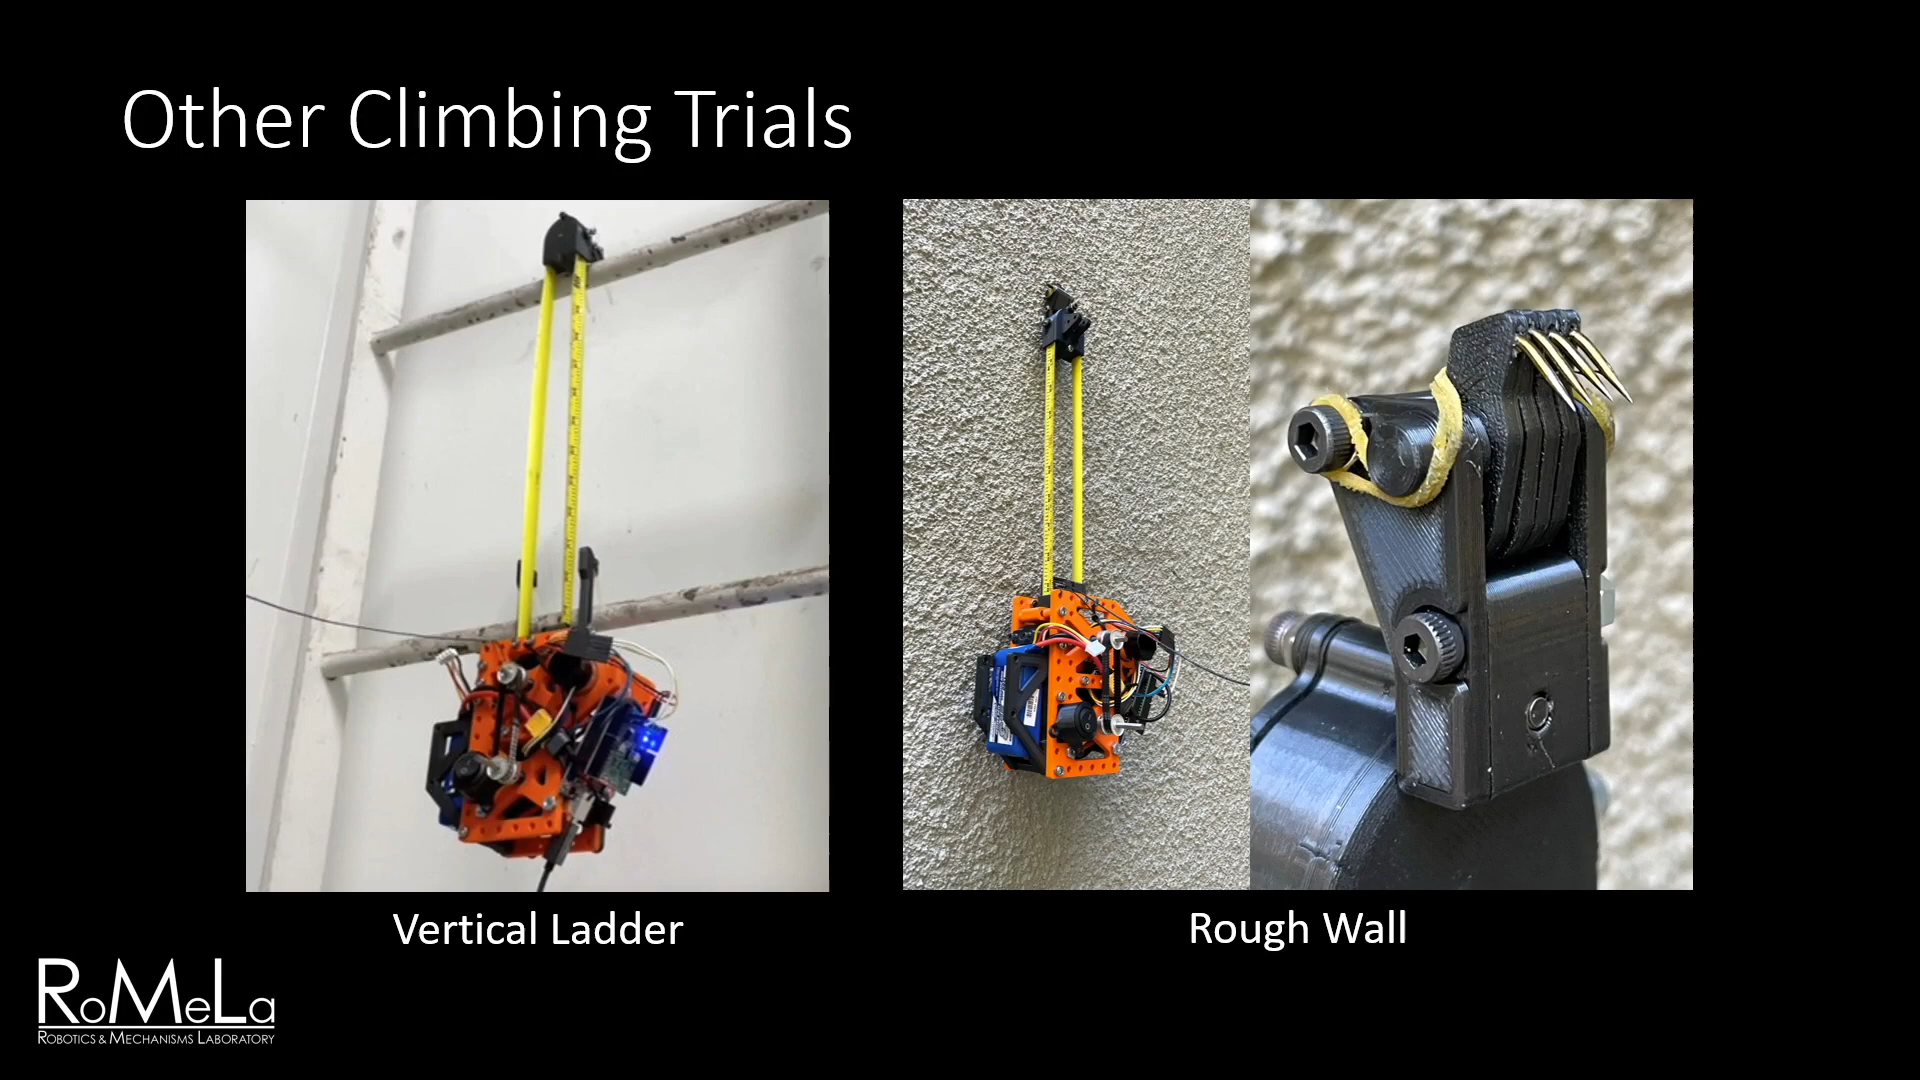 Other Climbing Trials
Vertical Ladder
Rough Wall
RoMeLa
Robotics & Mechanisms Laboratory